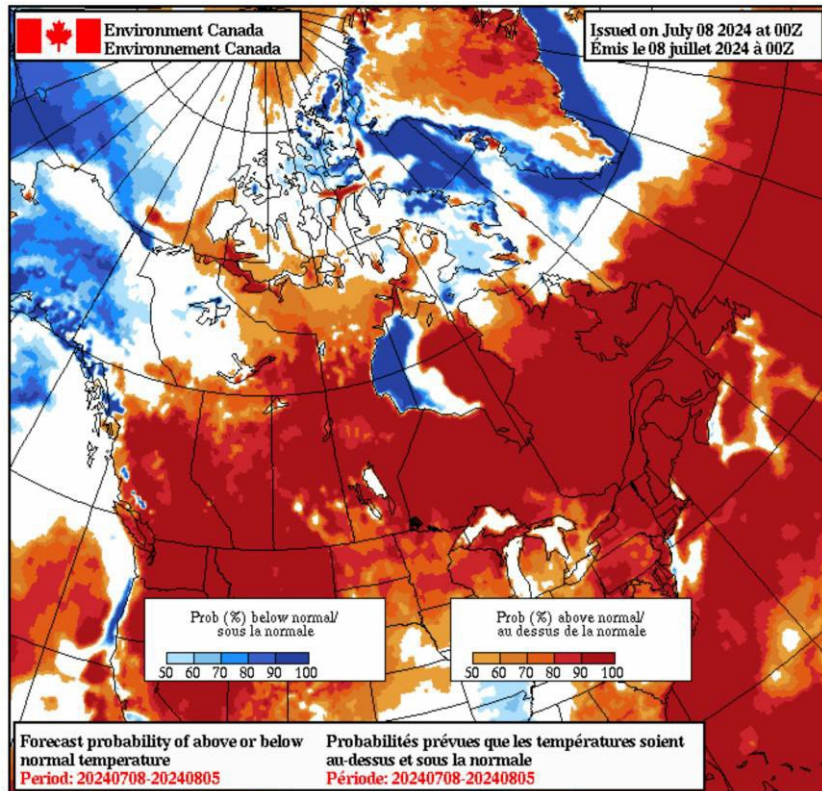 Environment Canada
Environnement Canada
Issued on July 08 2024 at 00Z
Émis le 08 juillet 2024 à 00Z
Prob (%) below normal/
sous la normale
50 60 70 80 90 100
Prob (%) above normal/
au dessus de la normale
50 60 70 80 90 100
Forecast probability of above or below
normal temperature
Period: 20240708-20240805
Probabilités prévues que les températures soient
au-dessus et sous la normale
Période: 20240708-20240805